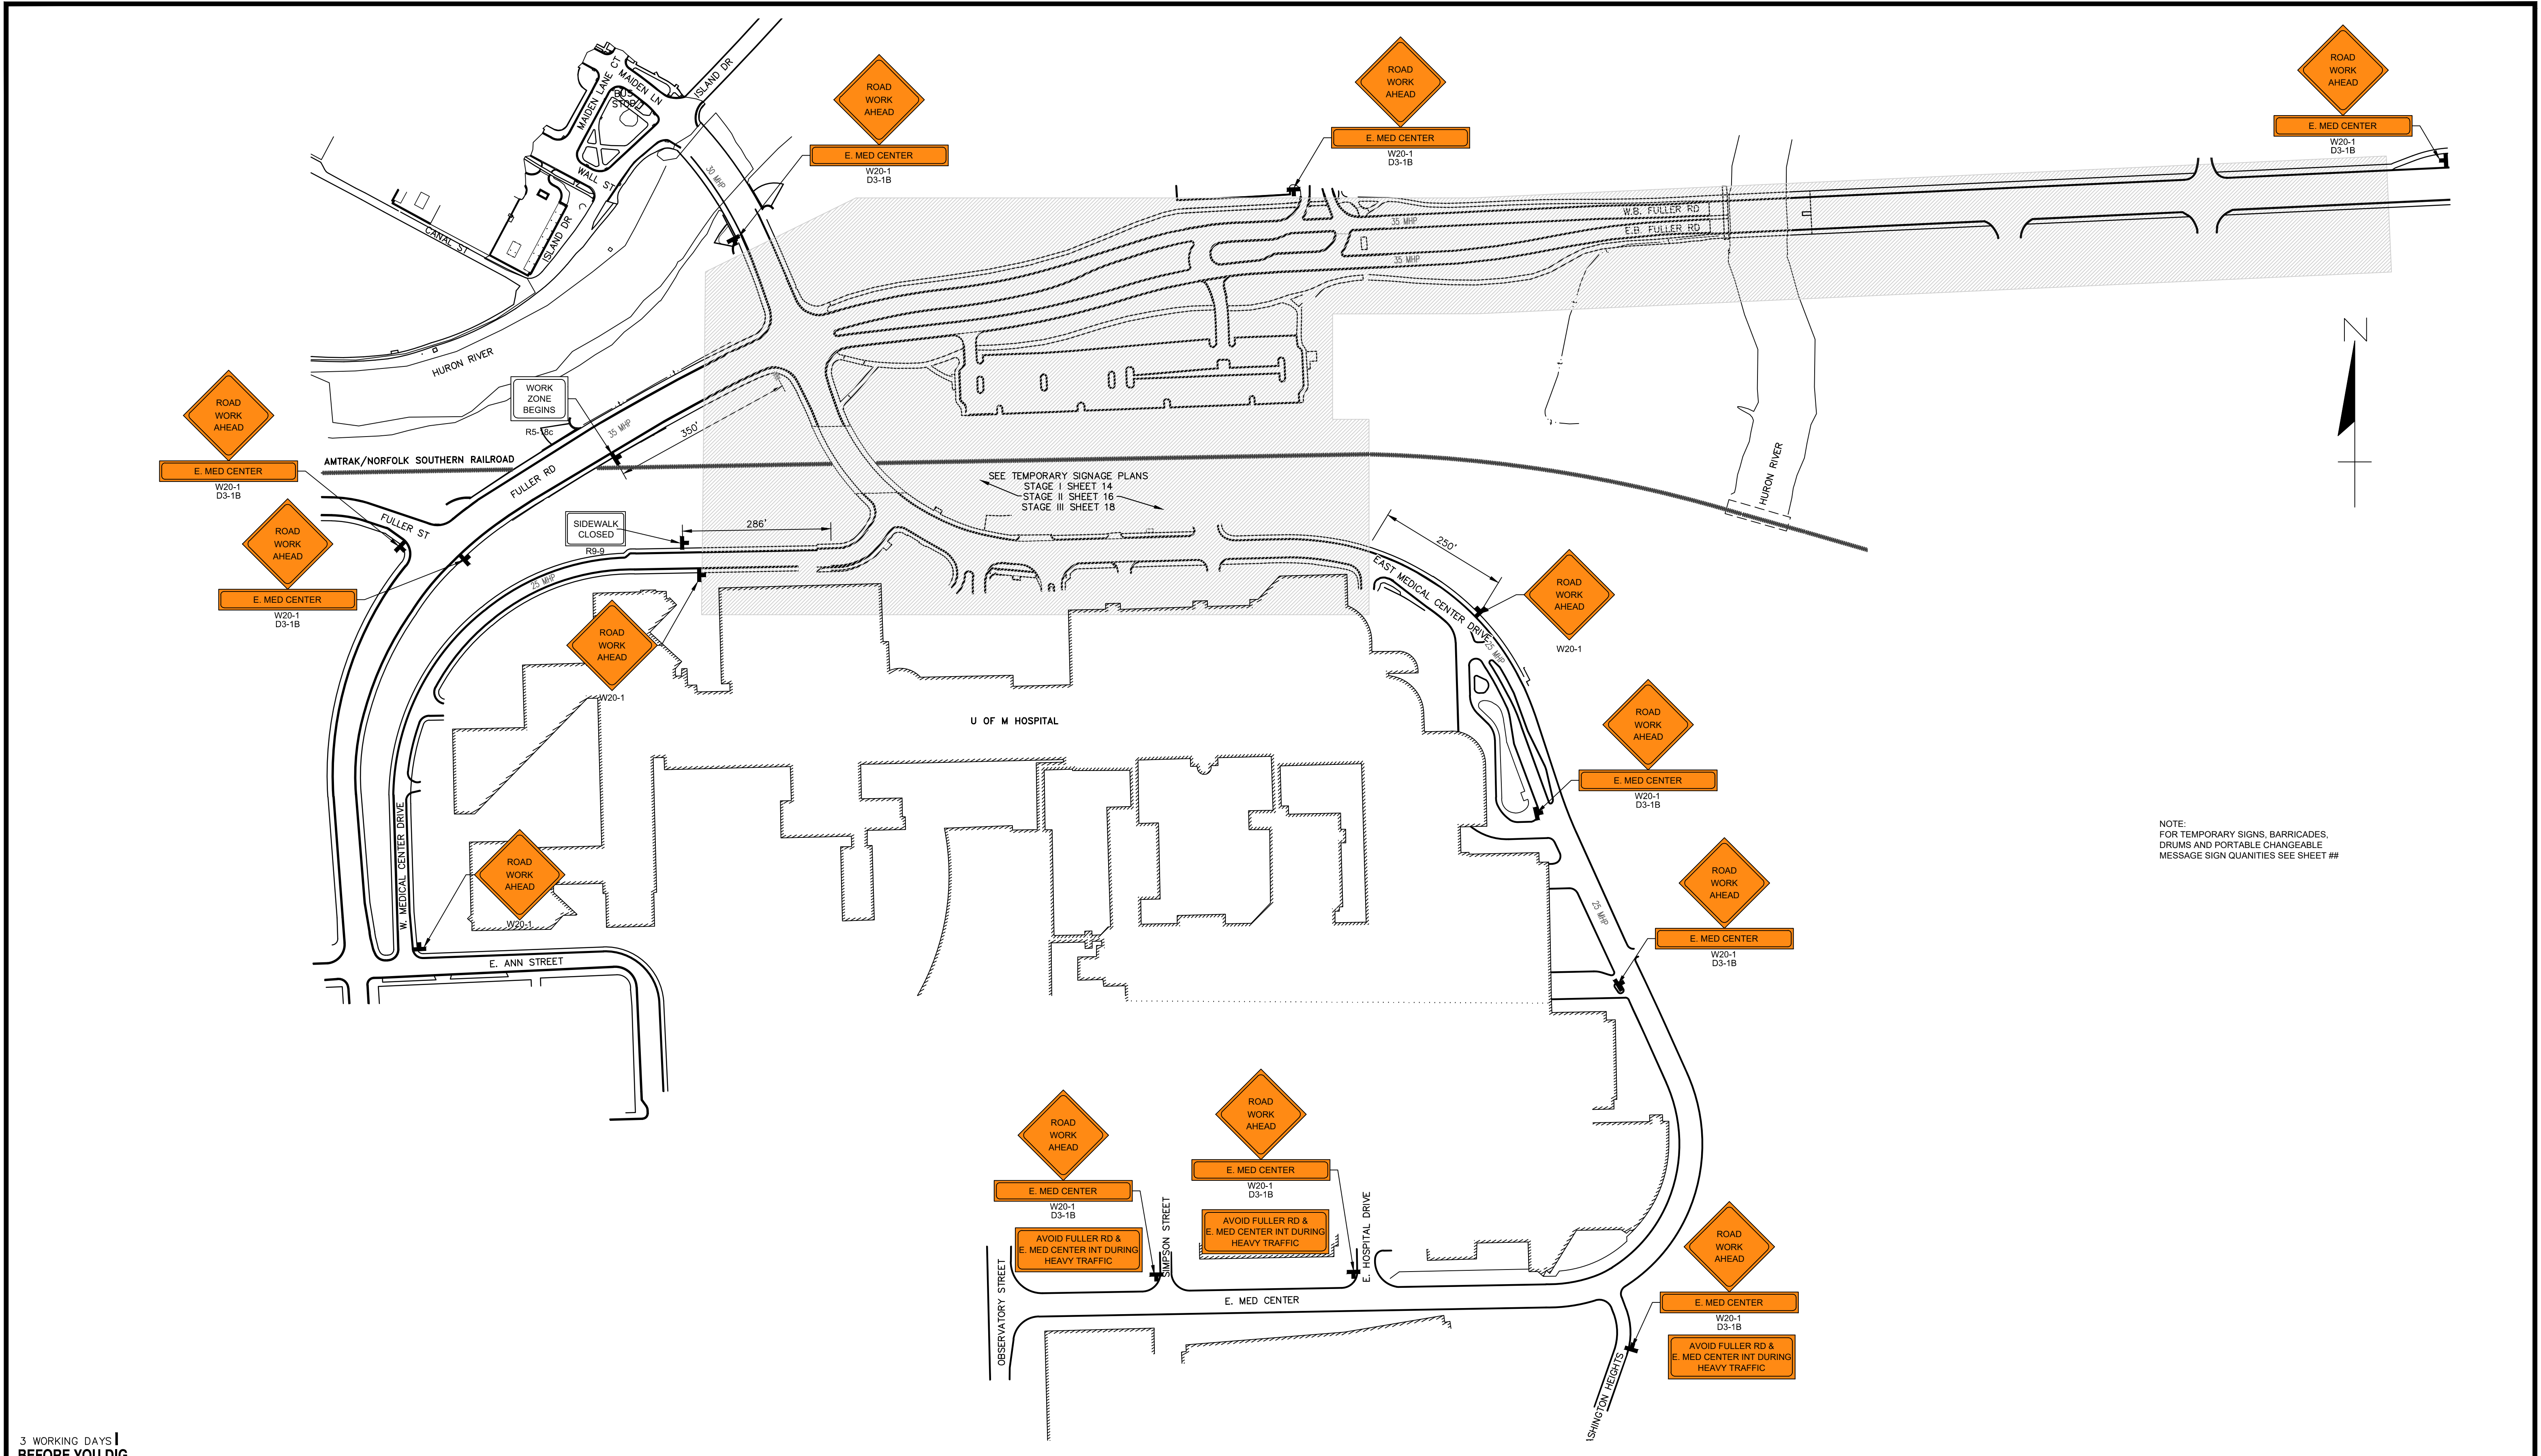 ISLAND DR
MAIDEN LANE CT
MAIDEN LN
BUS
STOP
WALL ST
ISLAND DR
CANAL ST
HURON RIVER
30 MHP
ROAD
WORK
AHEAD
E. MED CENTER
W20-1
D3-1B
ROAD
WORK
AHEAD
E. MED CENTER
W20-1
D3-1B
ROAD
WORK
AHEAD
E. MED CENTER
W20-1
D3-1B
W.B. FULLER RD
E.B. FULLER RD
35 MHP
35 MHP
N
HURON RIVER
WORK
ZONE
BEGINS
R5-18c
35 MHP
350'
ROAD
WORK
AHEAD
E. MED CENTER
W20-1
D3-1B
AMTRAK/NORFOLK SOUTHERN RAILROAD
FULLER RD
FULLER ST
ROAD
WORK
AHEAD
E. MED CENTER
W20-1
D3-1B
SEE TEMPORARY SIGNAGE PLANS
STAGE I SHEET 14
STAGE II SHEET 16
STAGE III SHEET 18
SIDEWALK
CLOSED
R9-9
286'
25 MHP
ROAD
WORK
AHEAD
W20-1
250'
EAST MEDICAL CENTER DRIVE
25 MHP
ROAD
WORK
AHEAD
W20-1
U OF M HOSPITAL
ROAD
WORK
AHEAD
E. MED CENTER
W20-1
D3-1B
NOTE:
FOR TEMPORARY SIGNS, BARRICADES,
DRUMS AND PORTABLE CHANGEABLE
MESSAGE SIGN QUANITIES SEE SHEET ##
W. MEDICAL CENTER DRIVE
ROAD
WORK
AHEAD
W20-1
E. ANN STREET
25 MHP
ROAD
WORK
AHEAD
E. MED CENTER
W20-1
D3-1B
ROAD
WORK
AHEAD
E. MED CENTER
W20-1
D3-1B
AVOID FULLER RD &
E. MED CENTER INT DURING
HEAVY TRAFFIC
ROAD
WORK
AHEAD
E. MED CENTER
W20-1
D3-1B
AVOID FULLER RD &
E. MED CENTER INT DURING
HEAVY TRAFFIC
SIMPSON STREET
E. HOSPITAL DRIVE
OBSERVATORY STREET
E. MED CENTER
ROAD
WORK
AHEAD
E. MED CENTER
W20-1
D3-1B
AVOID FULLER RD &
E. MED CENTER INT DURING
HEAVY TRAFFIC
SHINGTON HEIGHTS
3 WORKING DAYS
BEFORE YOU DIG